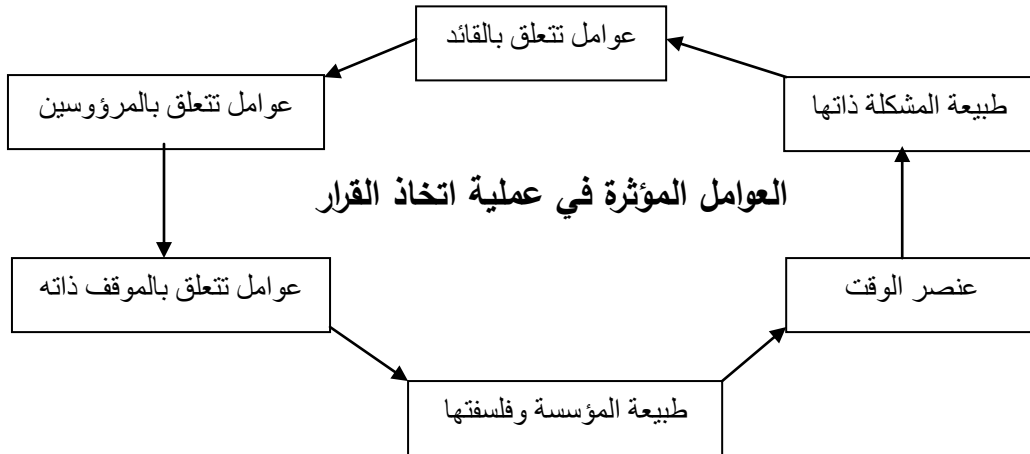 عوامل تتعلق بالقائد
طبيعة المشكلة ذاتها
عوامل تتعلق بالمرؤوسين
العوامل المؤثرة في عملية اتخاذ القرار
عنصر الوقت
عوامل تتعلق بالموقف ذاته
طبيعة المؤسسة وفلسفتها